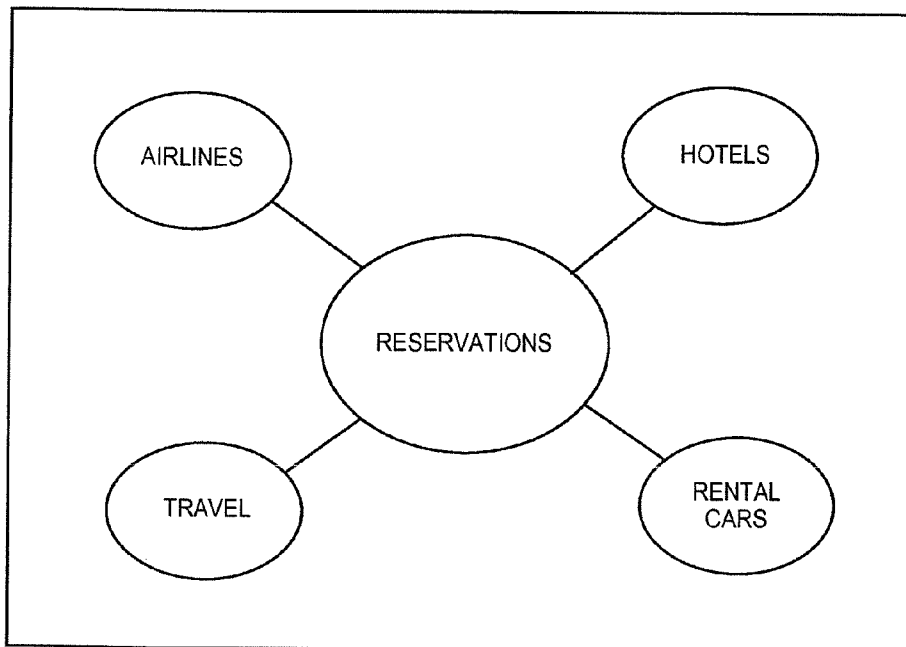 AIRLINES
HOTELS
RESERVATIONS
TRAVEL
RENTAL
CARS